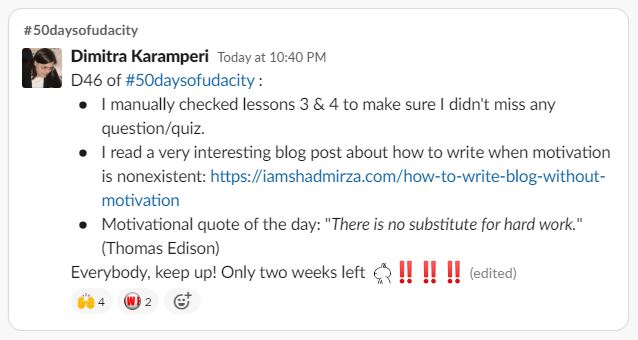 #50daysofudacity
Dimitra Karamperi Today at 10:40 PM
D46 of #50daysofudacity :
● I manually checked lessons 3 & 4 to make sure I didn't miss any
question/quiz.
● I read a very interesting blog post about how to write when motivation
is nonexistent: https://iamshadmirza.com/how-to-write-blog-without-
motivation
● Motivational quote of the day: "There is no substitute for hard work."
(Thomas Edison)
Everybody, keep up! Only two weeks left ‼️ ‼️ ‼️ (edited)
4 2